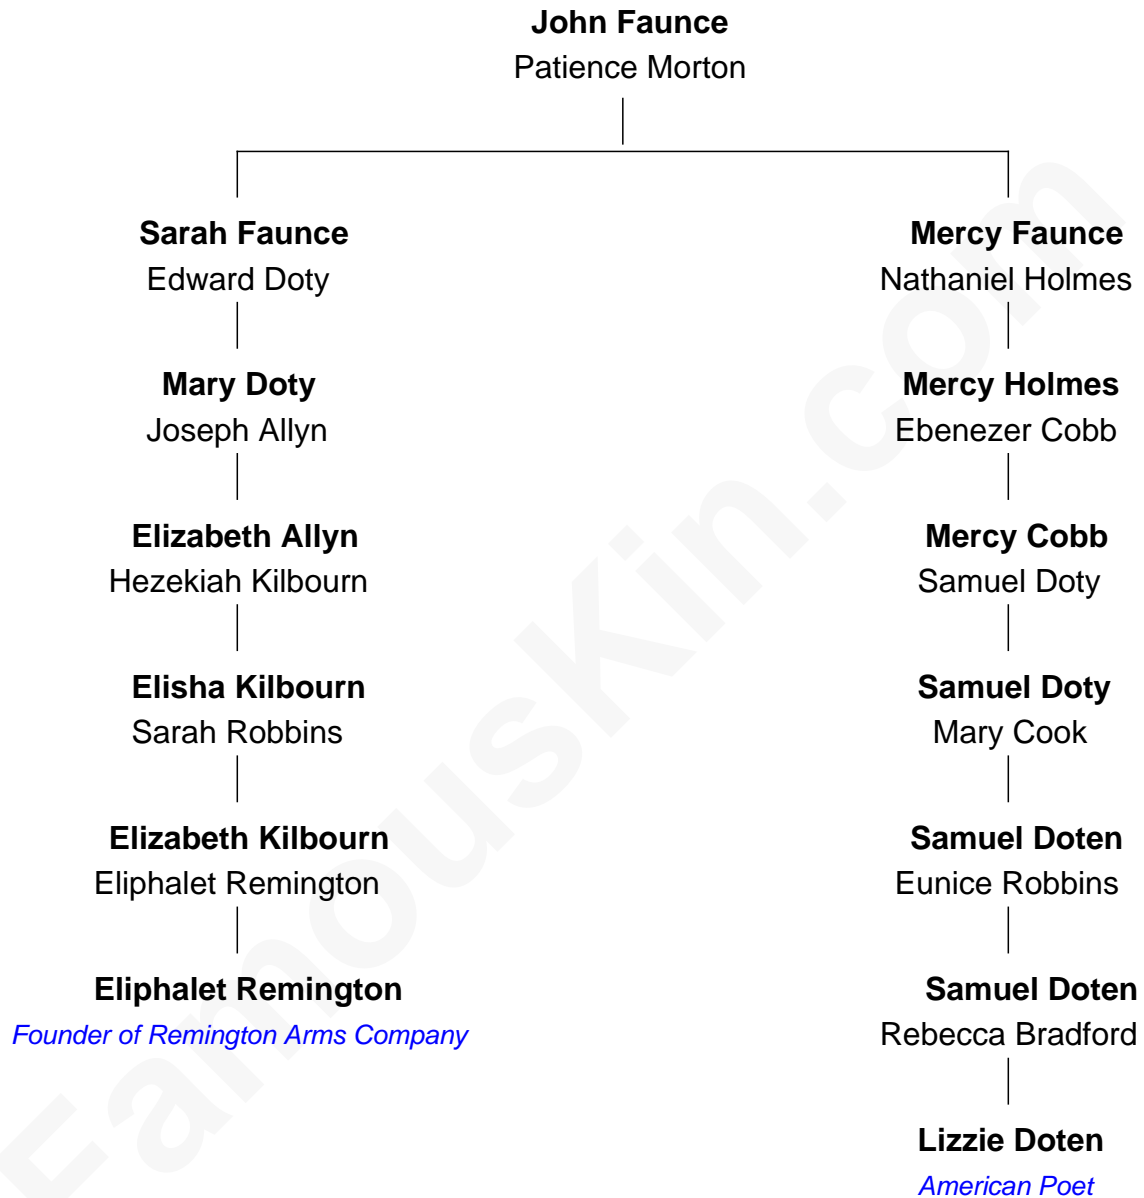 John Faunce
Patience Morton
Sarah Faunce
Edward Doty
Mary Doty
Joseph Allyn
Elizabeth Allyn
Hezekiah Kilbourn
Elisha Kilbourn
Sarah Robbins
Elizabeth Kilbourn
Eliphalet Remington
Eliphalet Remington
Founder of Remington Arms Company
Mercy Faunce
Nathaniel Holmes
Mercy Holmes
Ebenezer Cobb
Mercy Cobb
Samuel Doty
Samuel Doty
Mary Cook
Samuel Doten
Eunice Robbins
Samuel Doten
Rebecca Bradford
Lizzie Doten
American Poet
FamousKin.com